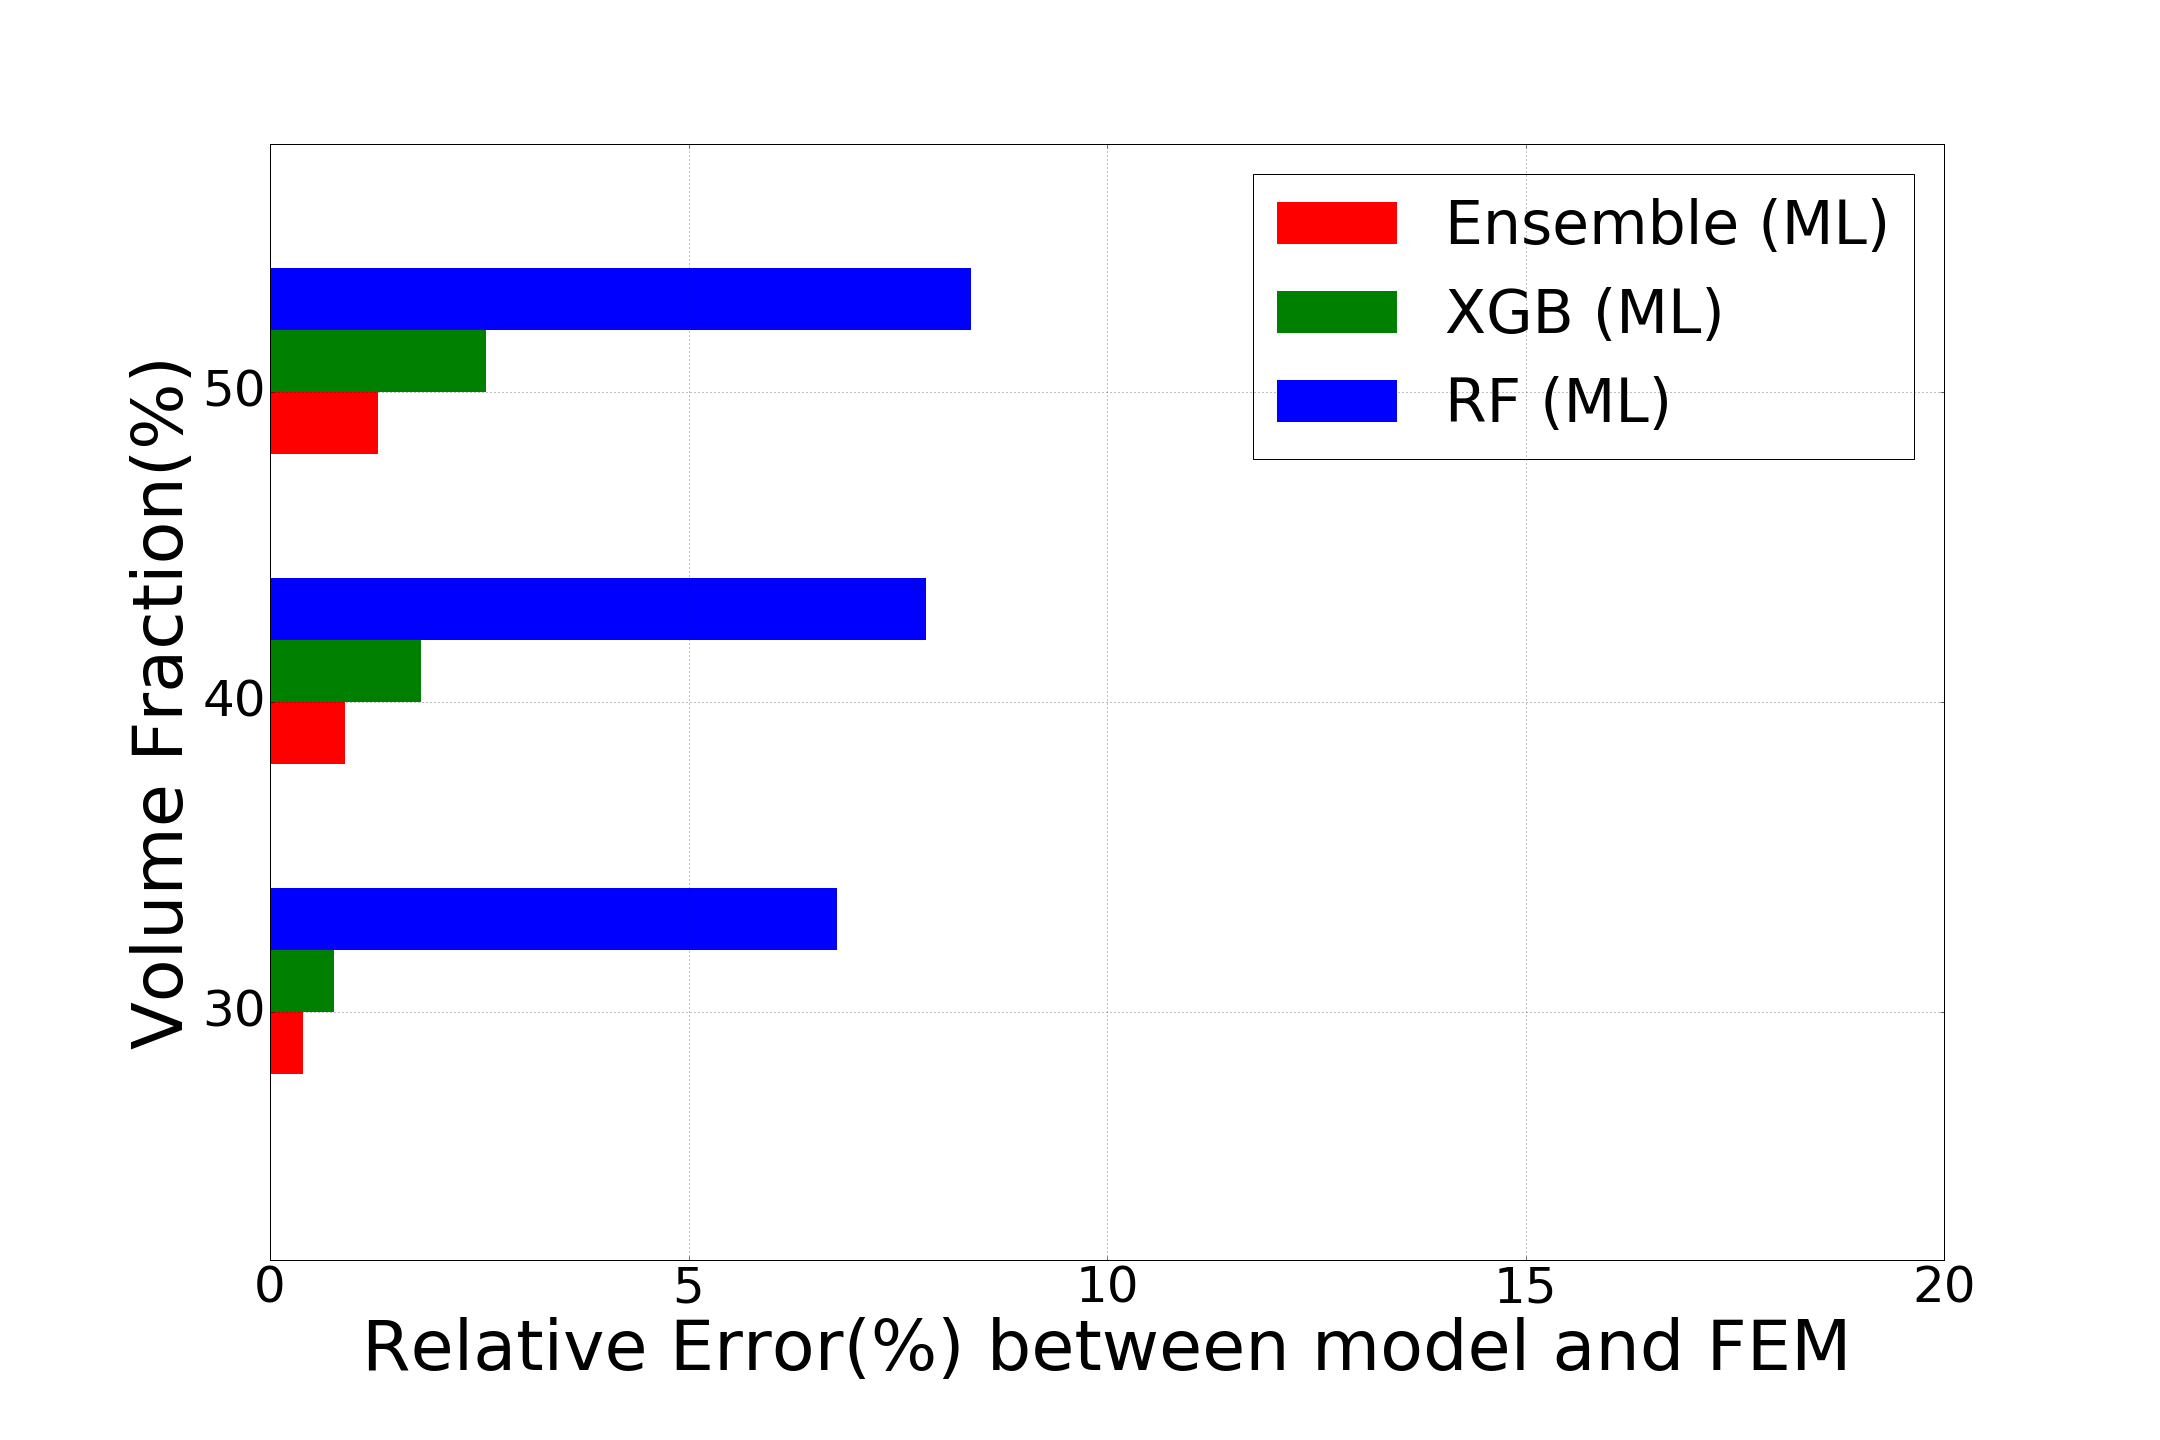 Ensemble (ML)
XGB (ML)
RF (ML)
Volume Fraction(%)
50
40
30
0
5
10
15
20
Relative Error(%) between model and FEM